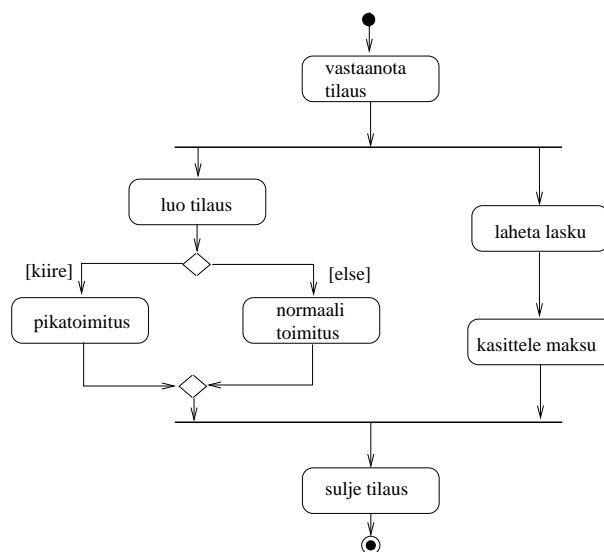 vastaanota
tilaus
luo tilaus
laheta lasku
[kiire]
[else]
pikatoimitus
normaali
toimitus
kasittele maksu
sulje tilaus